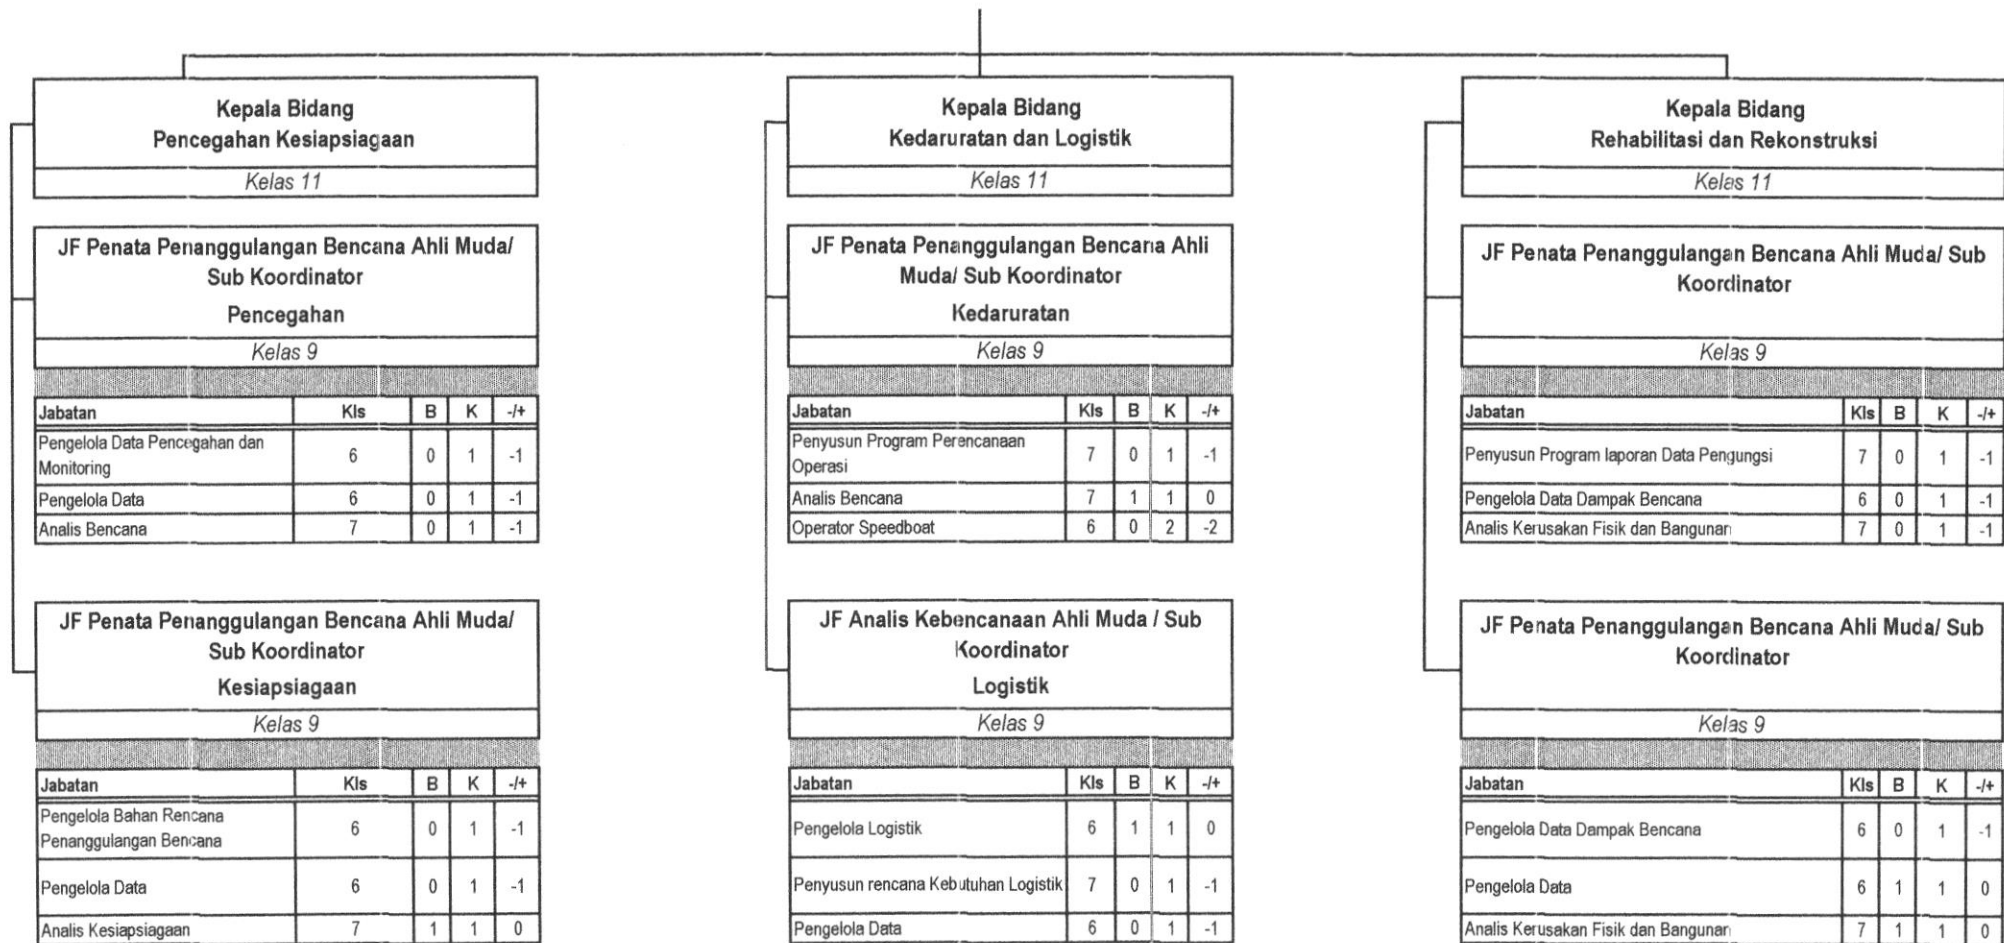 Kepala Bidang
Pencegahan Kesiapsiagaan
Kelas 11
JF Penata Penanggulangan Bencana Ahli Muda/
Sub Koordinator
Pencegahan
Kelas 9
Jabatan Kls B K -/+
Pengelola Data Pencegahan dan
Monitoring 6 0 1 -1
Pengelola Data 6 0 1 -1
Analis Bencana 7 0 1 -1
JF Penata Penanggulangan Bencana Ahli Muda/
Sub Koordinator
Kesiapsiagaan
Kelas 9
Jabatan Kls B K -/+
Pengelola Bahan Rencana
Penanggulangan Bencana 6 0 1 -1
Pengelola Data 6 0 1 -1
Analis Kesiapsiagaan 7 1 1 0
Kepala Bidang
Kedaruratan dan Logistik
Kelas 11
JF Penata Penanggulangan Bencana Ahli
Muda/ Sub Koordinator
Kedaruratan
Kelas 9
Jabatan Kls B K -/+
Penyusun Program Perencanaan
Operasi 7 0 1 -1
Analis Bencana 7 1 1 0
Operator Speedboat 6 0 2 -2
JF Analis Kebencanaan Ahli Muda / Sub
Koordinator
Logistik
Kelas 9
Jabatan Kls B K -/+
Pengelola Logistik 6 1 1 0
Penyusun rencana Kebutuhan Logistik 7 0 1 -1
Pengelola Data 6 0 1 -1
Kepala Bidang
Rehabilitasi dan Rekonstruksi
Kelas 11
JF Penata Penanggulangan Bencana Ahli Muda/ Sub
Koordinator
Kelas 9
Jabatan Kls B K -/+
Penyusun Program laporan Data Pengungsi 7 0 1 -1
Pengelola Data Dampak Bencana 6 0 1 -1
Analis Kerusakan Fisik dan Bangunan 7 0 1 -1
JF Penata Penanggulangan Bencana Ahli Muda/ Sub
Koordinator
Kelas 9
Jabatan Kls B K -/+
Pengelola Data Dampak Bencana 6 0 1 -1
Pengelola Data 6 1 1 0
Analis Kerusakan Fisik dan Bangunan 7 1 1 0